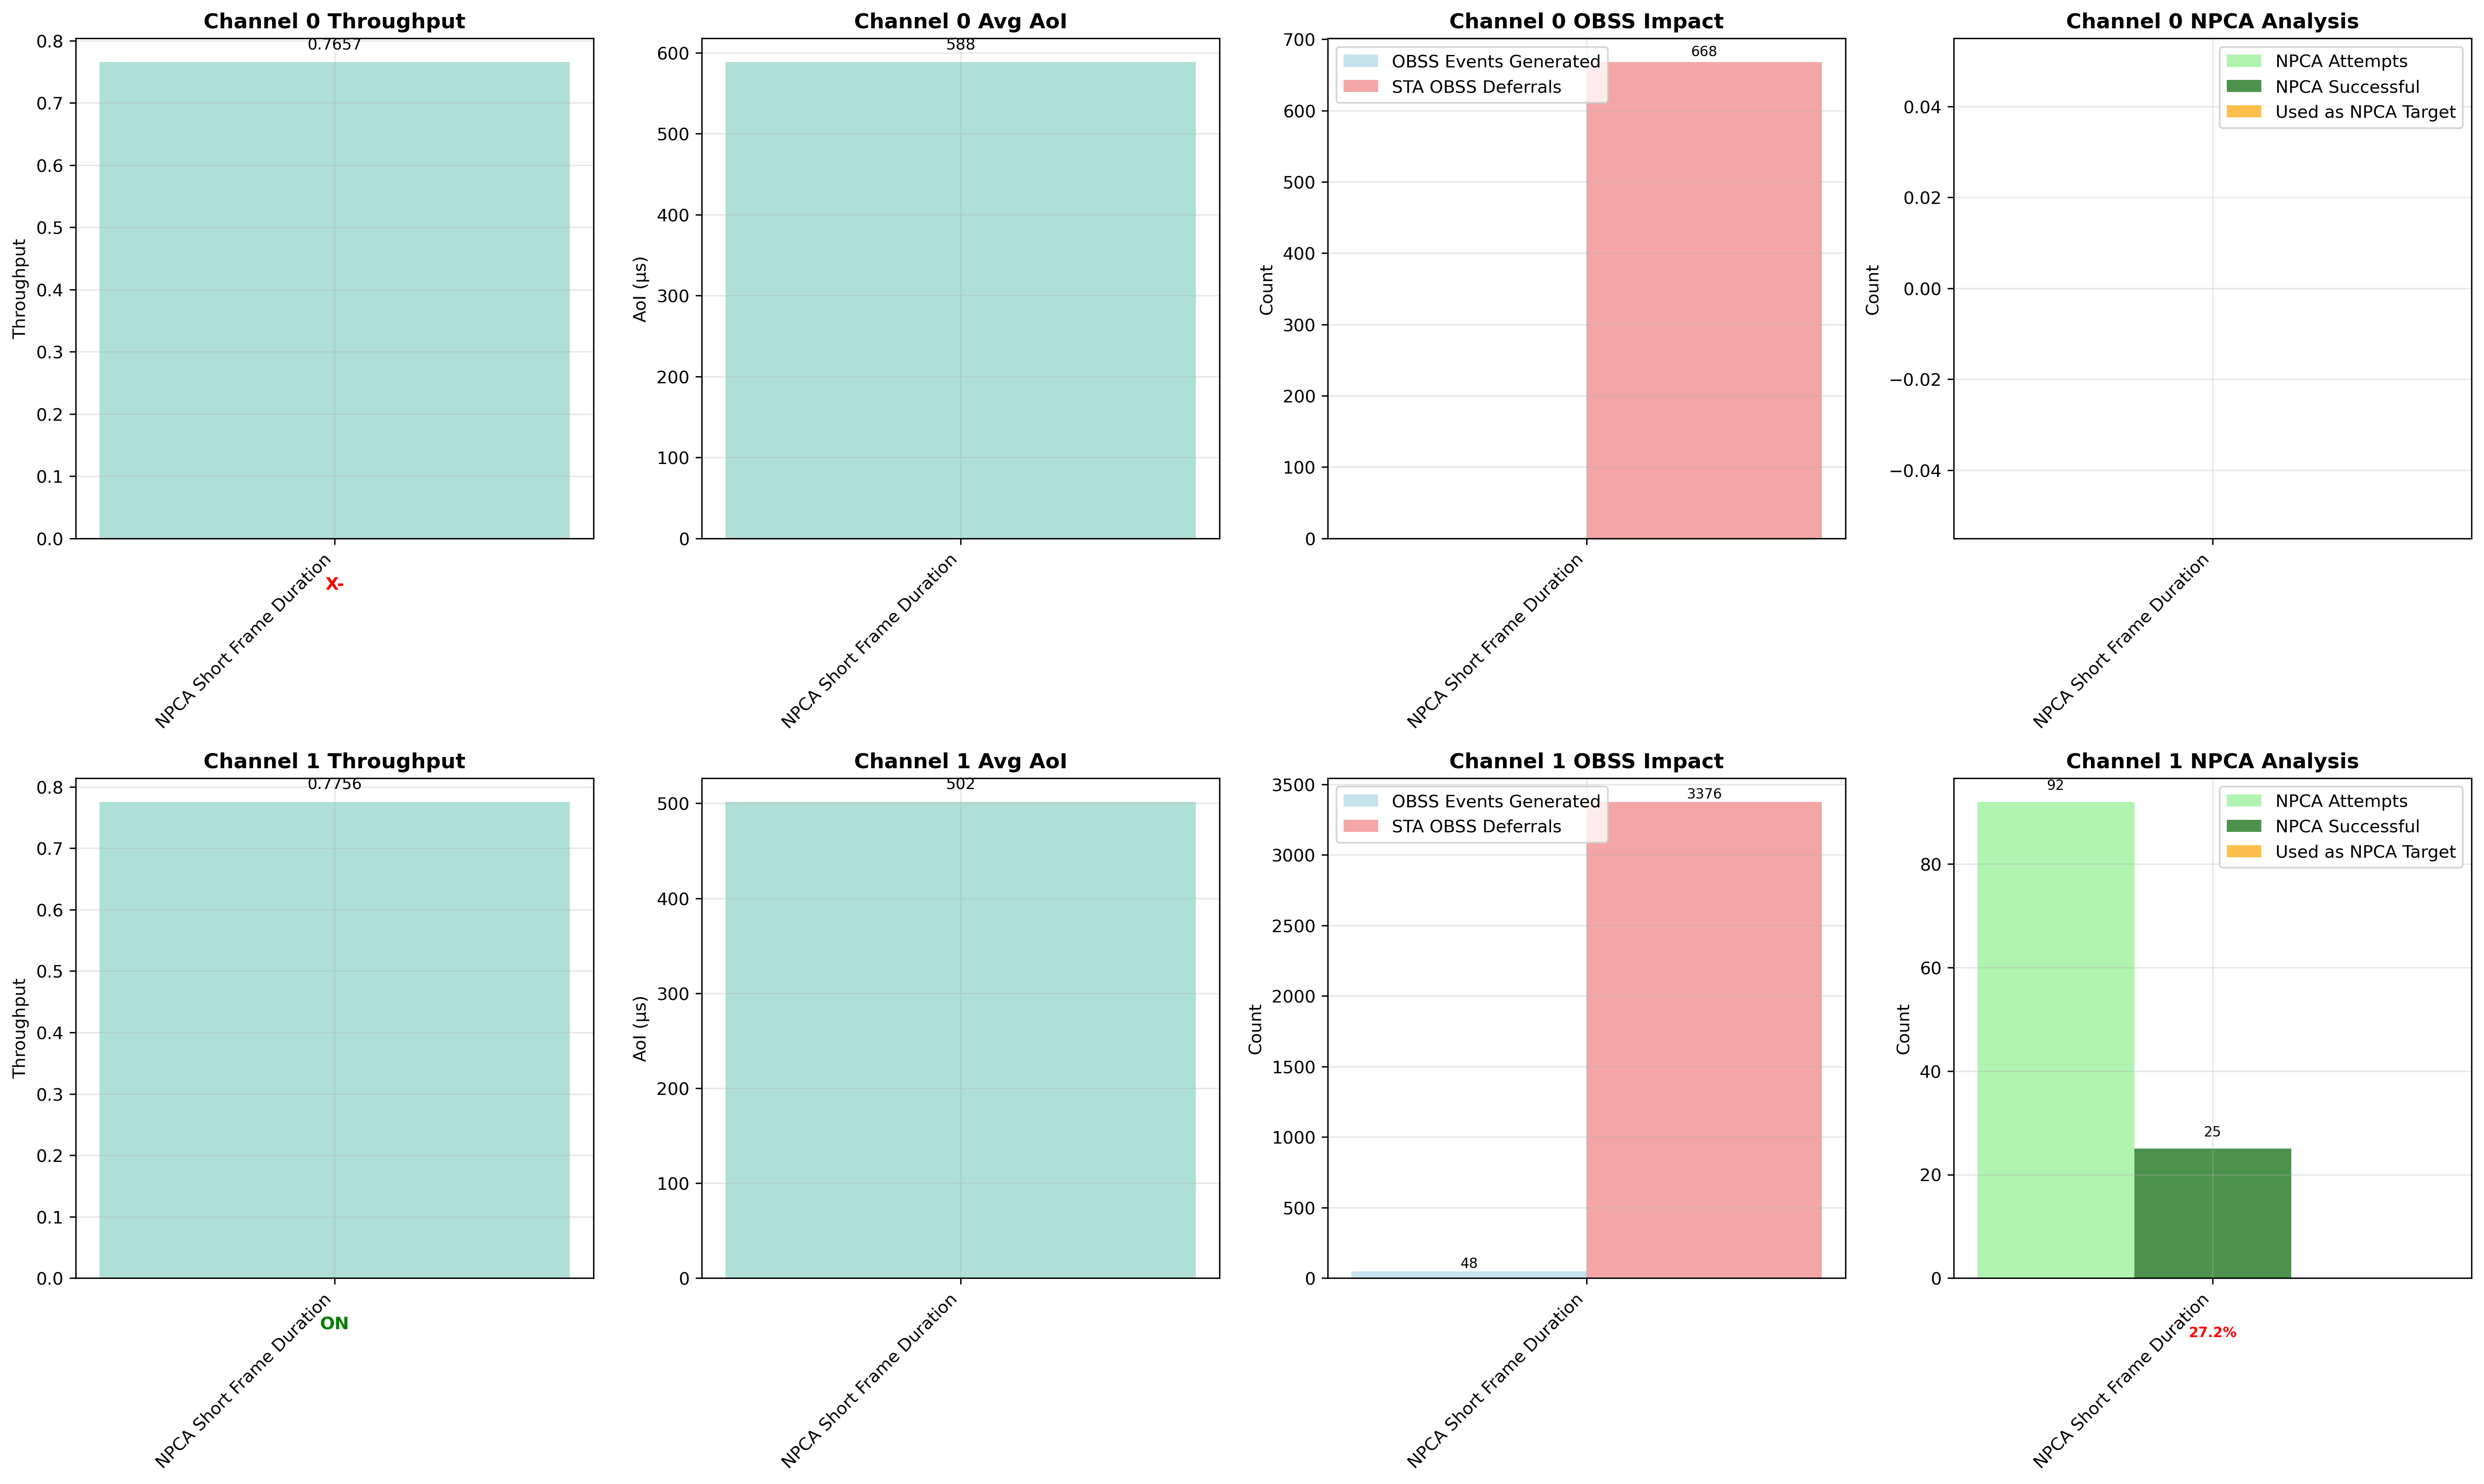 Channel 0 Throughput
0.7657
0.8
0.7
0.6
0.5
0.4
0.3
0.2
0.1
0.0
Throughput
NPCA Short Frame Duration
X-
Channel 0 Avg AoI
588
600
500
400
300
200
100
0
AoI (μs)
NPCA Short Frame Duration
Channel 0 OBSS Impact
OBSS Events Generated
STA OBSS Deferrals
668
700
600
500
400
300
200
100
0
Count
NPCA Short Frame Duration
Channel 0 NPCA Analysis
NPCA Attempts
NPCA Successful
Used as NPCA Target
0.04
0.02
0.00
−0.02
−0.04
Count
NPCA Short Frame Duration
Channel 1 Throughput
0.7756
0.8
0.7
0.6
0.5
0.4
0.3
0.2
0.1
0.0
Throughput
NPCA Short Frame Duration
ON
Channel 1 Avg AoI
502
500
400
300
200
100
0
AoI (μs)
NPCA Short Frame Duration
Channel 1 OBSS Impact
OBSS Events Generated
STA OBSS Deferrals
3376
48
3500
3000
2500
2000
1500
1000
500
0
Count
NPCA Short Frame Duration
Channel 1 NPCA Analysis
92
NPCA Attempts
NPCA Successful
Used as NPCA Target
25
80
60
40
20
0
Count
NPCA Short Frame Duration
27.2%